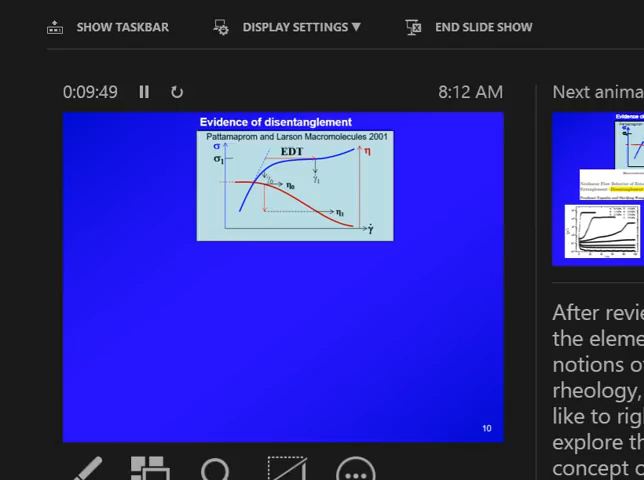 SHOW TASKBAR
DISPLAY SETTINGS ▼
END SLIDE SHOW
0:09:49
8:12 AM
Next anima
Evidence of disentanglement
Pattamaprom and Larson Macromolecules 2001
σ
EDT
η
σ1
γ̇1
η0
η1
γ̇
10
After revie
the eleme
notions of
rheology,
like to rig
explore th
concept o